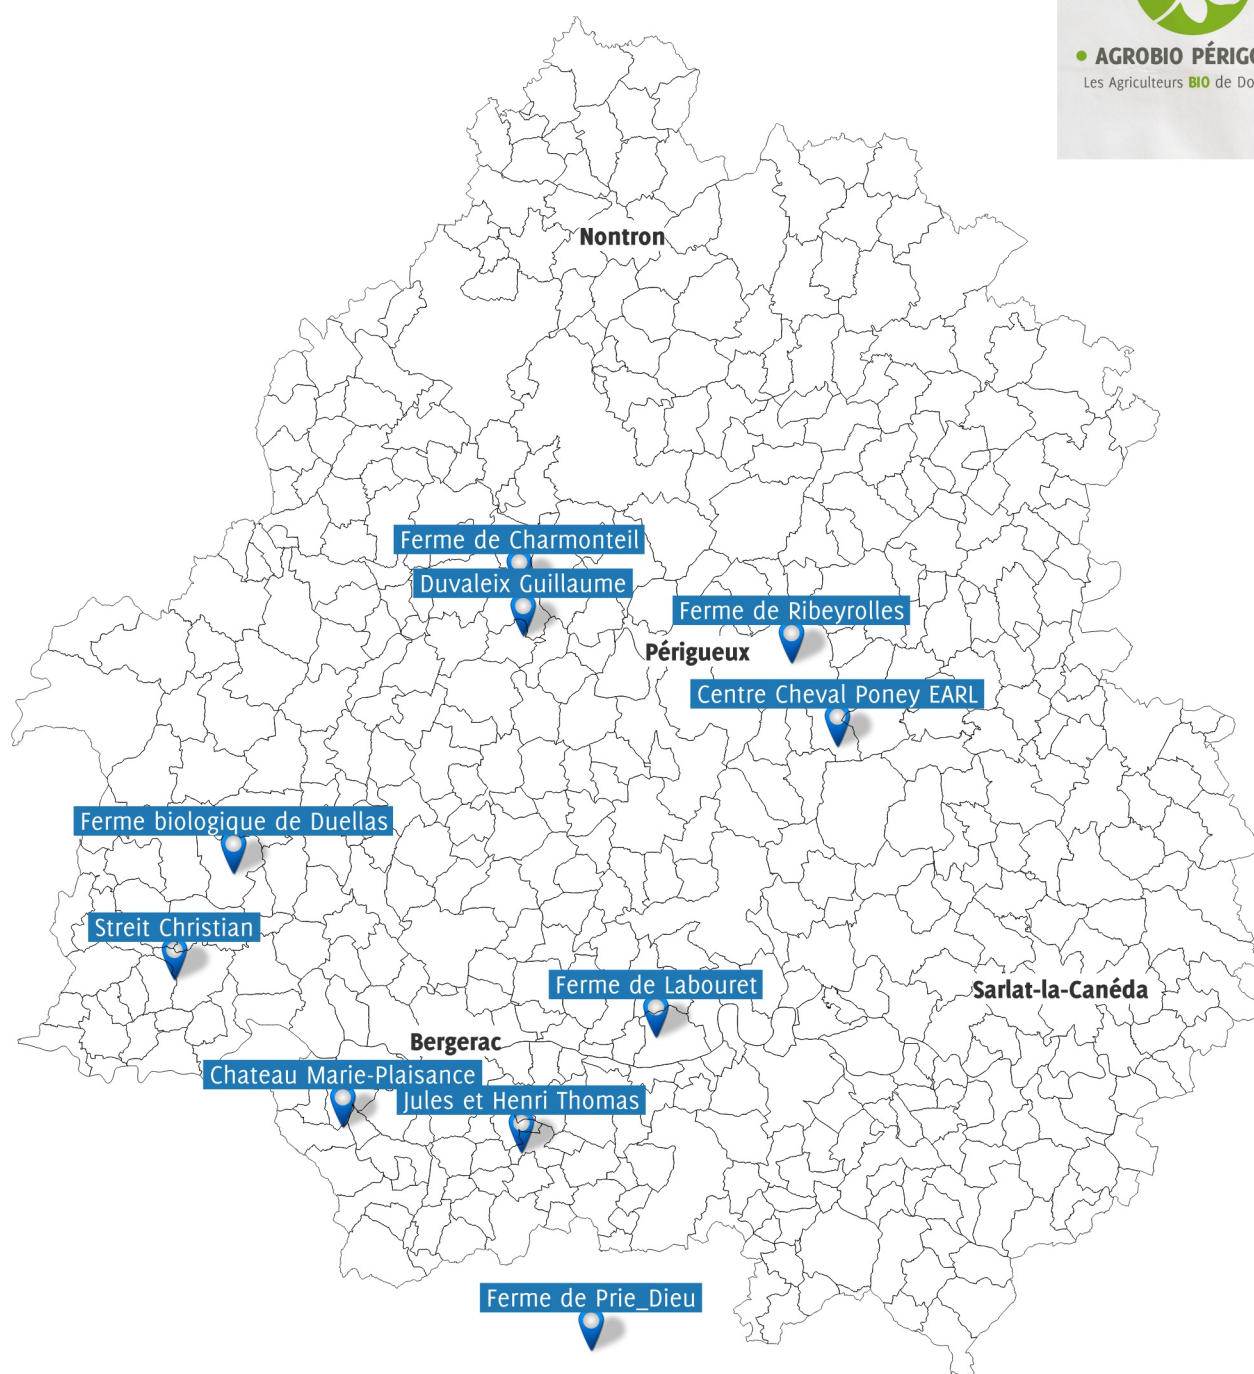 AGROBIO
Les Agriculteurs BIO de
Nontron
Ferme de Charmonteil
Duvaleix Guillaume
Ferme de Ribeyrolles
Périgueux
Centre Cheval Poney EARL
Ferme biologique de Duellas
Streit Christian
Ferme de Labouret
Sarlat-la-Canéda
Bergerac
Chateau Marie-Plaisance
Jules et Henri Thomas
Ferme de Prie_Dieu